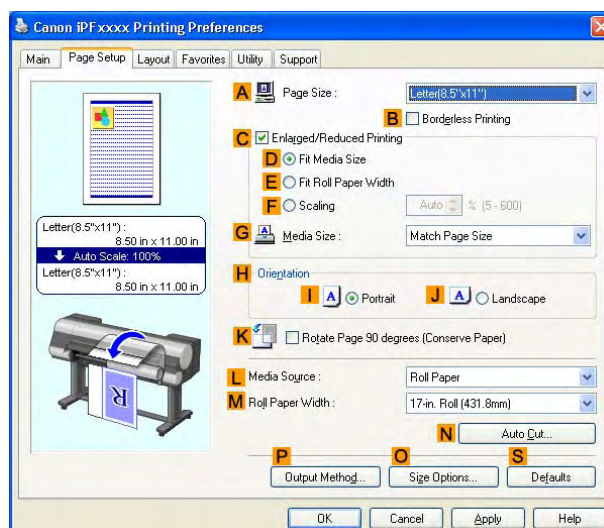 Canon iPFxxxx Printing Preferences
Main Page Setup Layout Favorites Utility Support
A Page Size : Letter(8.5"x11")
B Borderless Printing
C Enlarged/Reduced Printing
D Fit Media Size
E Fit Roll Paper Width
F Scaling Auto % (5 - 600)
Letter(8.5"x11") :
8.50 in x 11.00 in
Auto Scale: 100%
Letter(8.5"x11") :
8.50 in x 11.00 in
G A Media Size : Match Page Size
H Orientation
I A Portrait J A Landscape
K Rotate Page 90 degrees (Conserve Paper)
R
L Media Source : Roll Paper
M Roll Paper Width : 17-in. Roll (431.8mm)
N Auto Cut...
P O S
Output Method... Size Options... Defaults
OK Cancel Apply Help